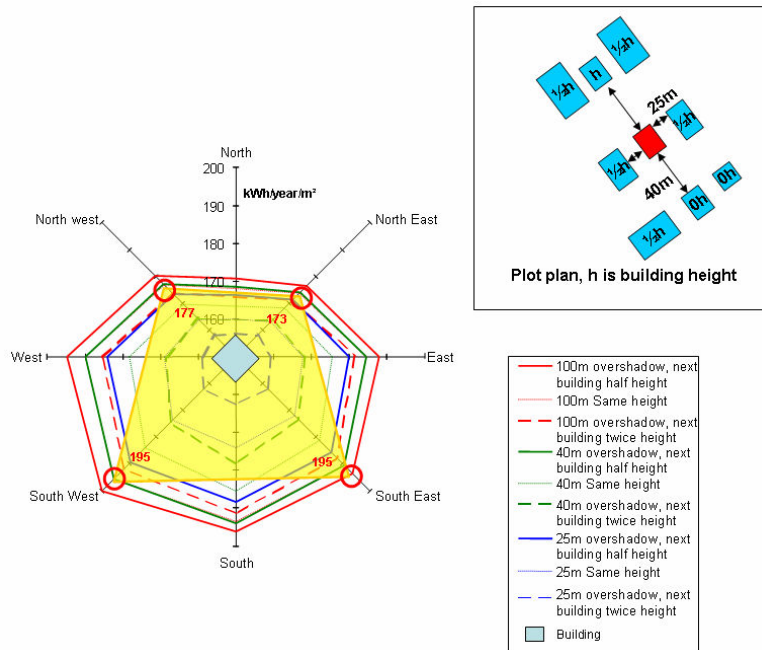 North
200
kWh/year/m²
190
180
170
160
North west
North East
177
173
West
East
195
195
South West
South East
South
½h
h
½h
25m
½h
½h
40m
0h
0h
½h
Plot plan, h is building height
100m overshadow, next
building half height
100m Same height
100m overshadow, next
building twice height
40m overshadow, next
building half height
40m Same height
40m overshadow, next
building twice height
25m overshadow, next
building half height
25m Same height
25m overshadow, next
building twice height
Building